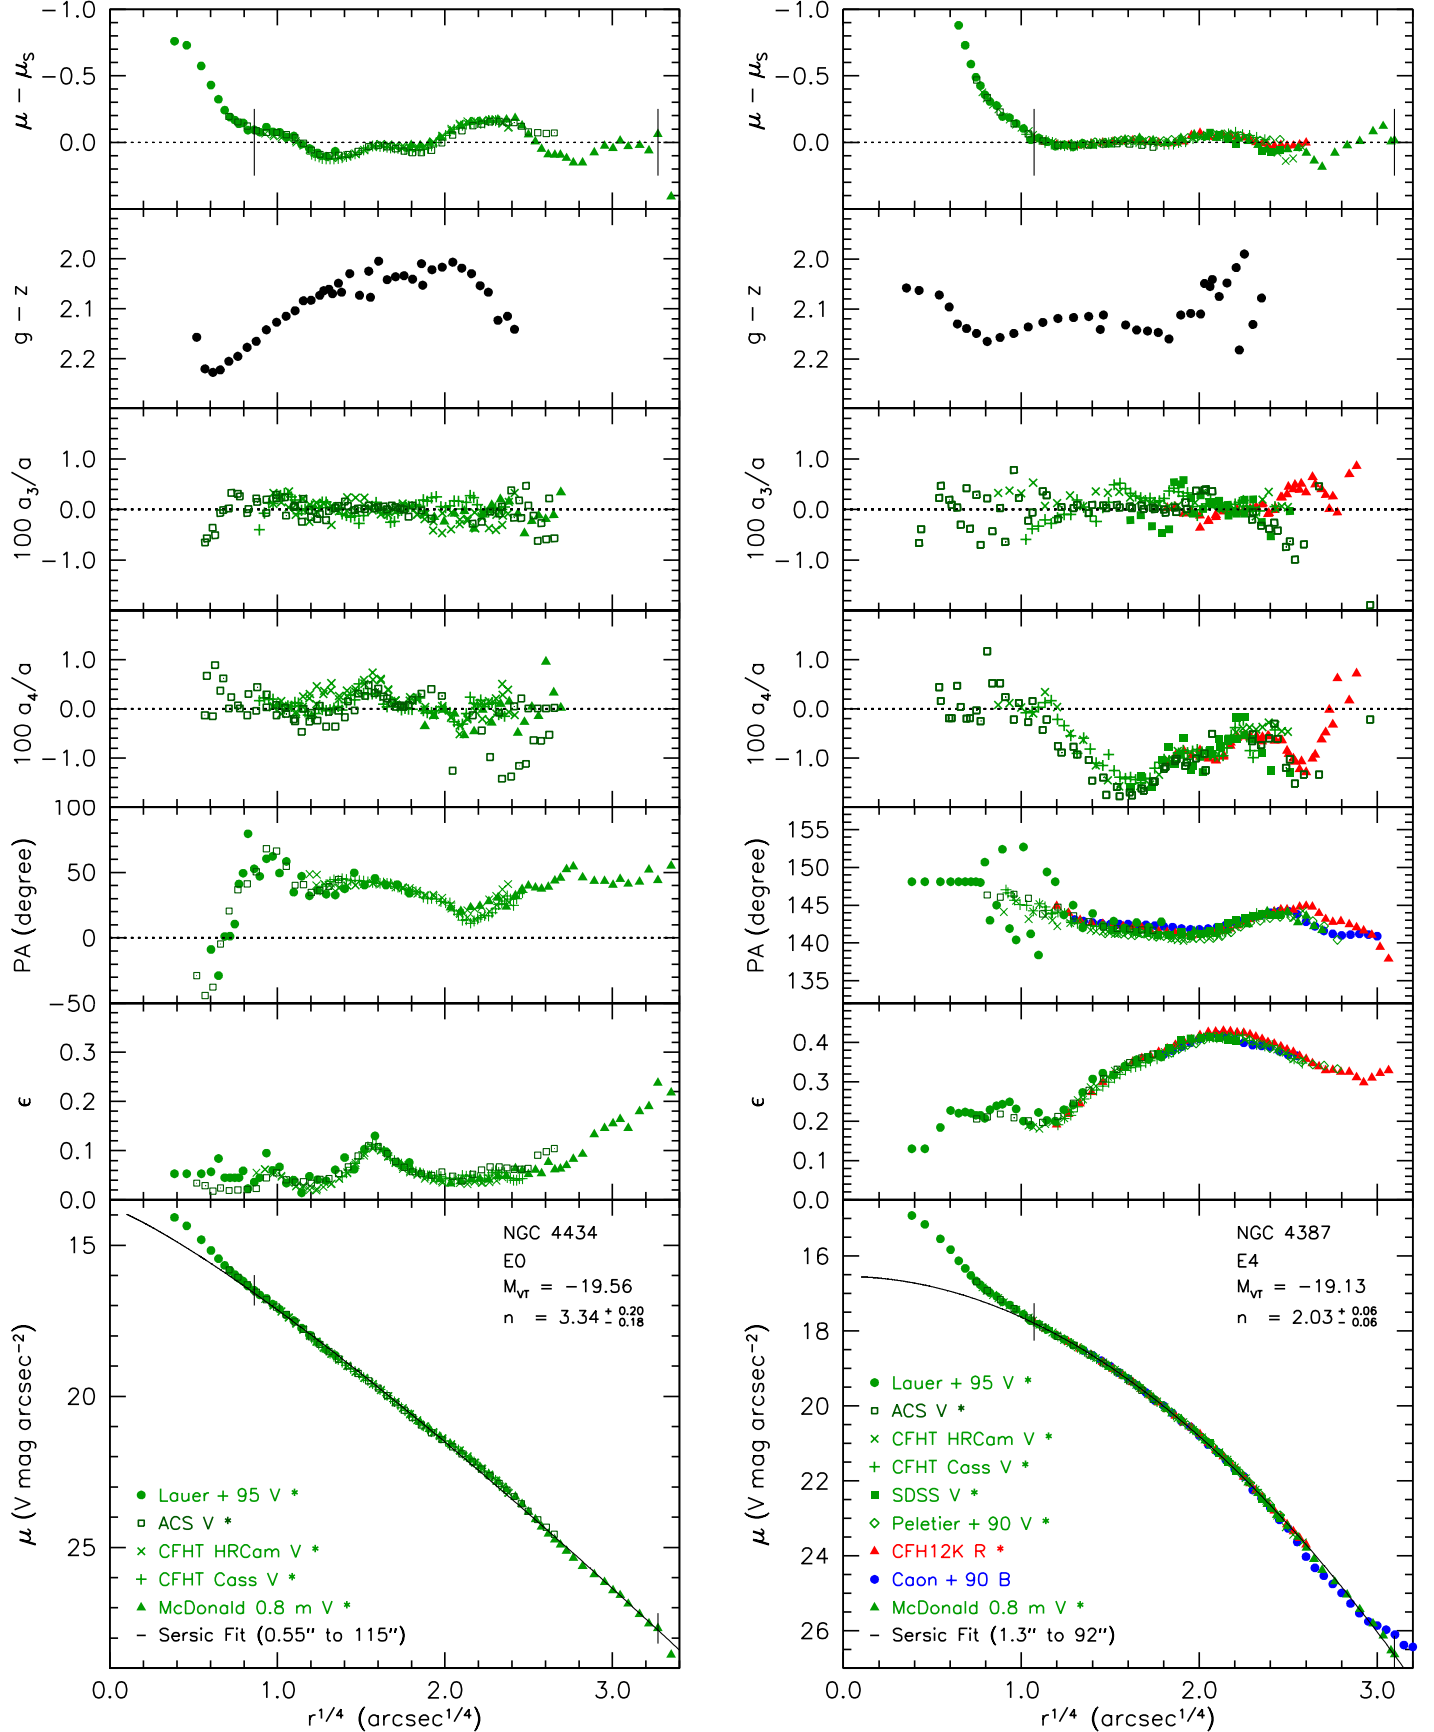 −1.0
−0.5
0.0
μ − μS
2.0
2.1
2.2
g − z
1.0
0.0
−1.0
100 a3/a
1.0
0.0
−1.0
100 a4/a
100
50
0
−50
PA (degree)
0.3
0.2
0.1
0.0
ϵ
15
20
25
μ (V mag arcsec−2)
NGC 4434
E0
MVT = −19.56
n = 3.34 + 0.20 − 0.18
Lauer + 95 V *
ACS V *
CFHT HRCam V *
CFHT Cass V *
McDonald 0.8 m V *
− Sersic Fit (0.55″ to 115″)
0.0 1.0 2.0 3.0
r1/4 (arcsec1/4)
−1.0
−0.5
0.0
μ − μS
2.0
2.1
2.2
g − z
1.0
0.0
−1.0
100 a3/a
1.0
0.0
−1.0
100 a4/a
155
150
145
140
135
PA (degree)
0.4
0.3
0.2
0.1
0.0
ϵ
16
18
20
22
24
26
μ (V mag arcsec−2)
NGC 4387
E4
MVT = −19.13
n = 2.03 + 0.06 − 0.06
Lauer + 95 V *
ACS V *
CFHT HRCam V *
CFHT Cass V *
SDSS V *
Peletier + 90 V *
CFH12K R *
Caon + 90 B
McDonald 0.8 m V *
− Sersic Fit (1.3″ to 92″)
0.0 1.0 2.0 3.0
r1/4 (arcsec1/4)